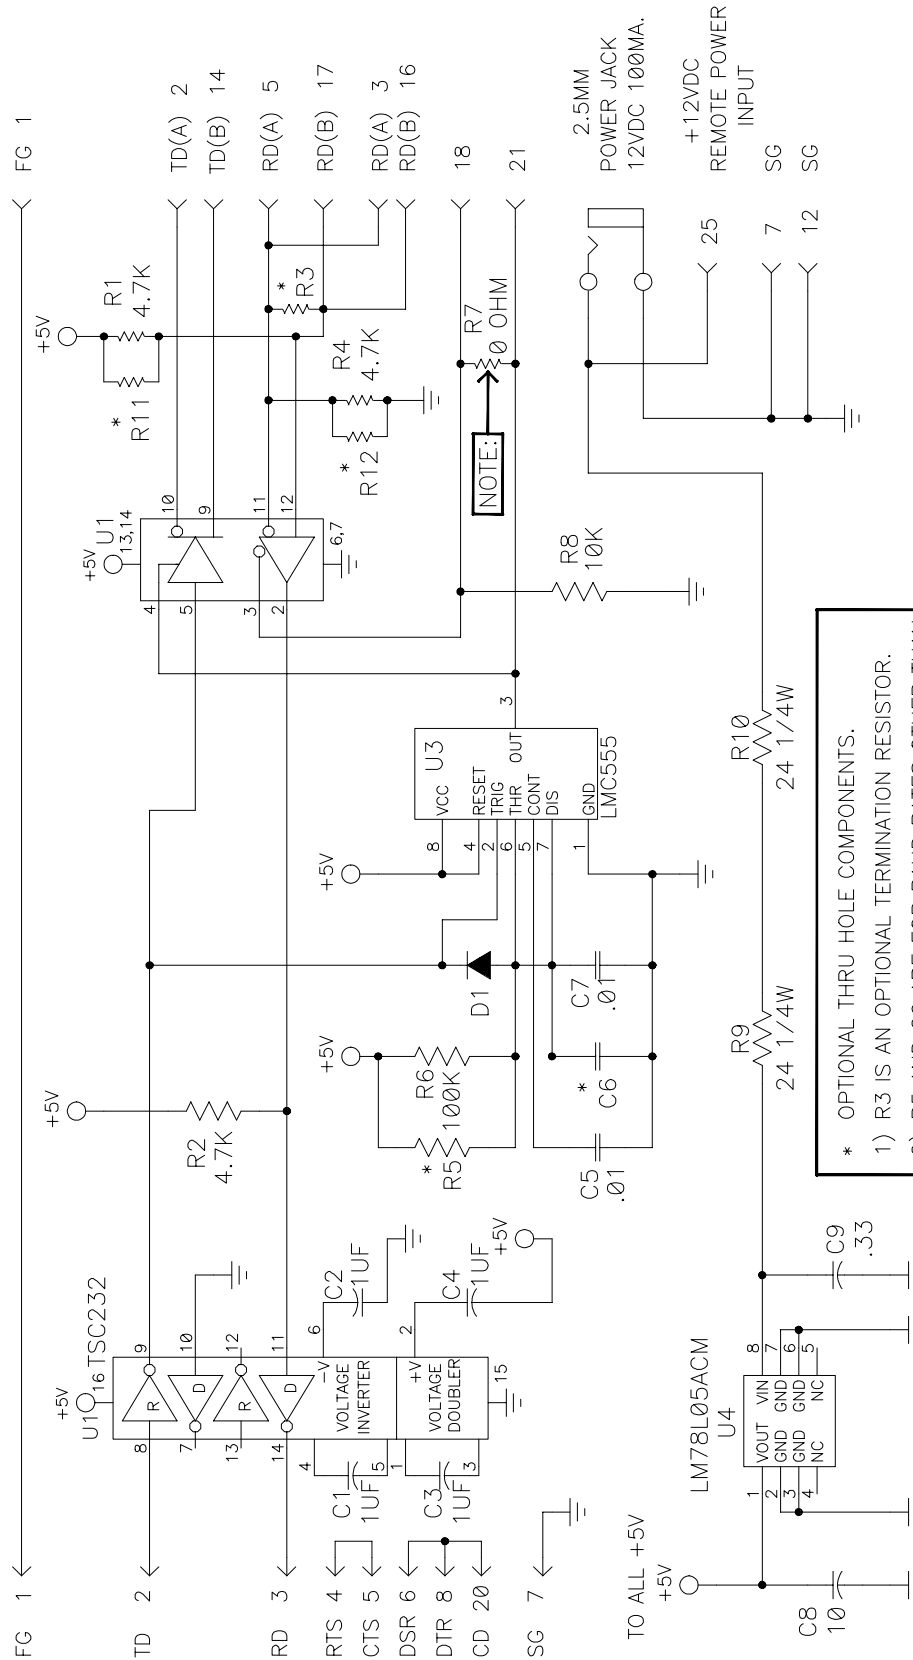 FG 1
TD 2
RD 3
RTS 4
CTS 5
DSR 6
DTR 8
CD 20
SG 7
+5V
U1
16
TSC232
8
R
9
7
D
10
13
R
12
14
D
11
4
5
VOLTAGE
INVERTER
-V
6
1
3
VOLTAGE
DOUBLER
+V
2
15
C1
1UF
C3
1UF
C2
1UF
C4
1UF
+5V
+5V
R2
4.7K
+5V
*
R5
R6
100K
D1
C5
.01
*
C6
C7
.01
+5V
U3
LMC555
8 VCC
4 RESET
2 TRIG
6 THR
5 CONT
7 DIS
1 GND
OUT
3
+5V
U1
13,14
4
5
10
9
3
2
11
12
6,7
+5V
R1
4.7K
*
R11
*
R3
R4
4.7K
*
R12
R7
0 OHM
NOTE:
R8
10K
FG 1
TD(A) 2
TD(B) 14
RD(A) 5
RD(B) 17
RD(A) 3
RD(B) 16
18
21
2.5MM
POWER JACK
12VDC 100MA.
+12VDC
REMOTE POWER
INPUT
25
SG 7
SG 12
TO ALL +5V
+5V
C8
10
LM78L05ACM
U4
1 VOUT VIN 8
2 GND GND 7
3 GND GND 6
4 NC NC 5
C9
.33
R9
24 1/4W
R10
24 1/4W
* OPTIONAL THRU HOLE COMPONENTS.
1) R3 IS AN OPTIONAL TERMINATION RESISTOR.